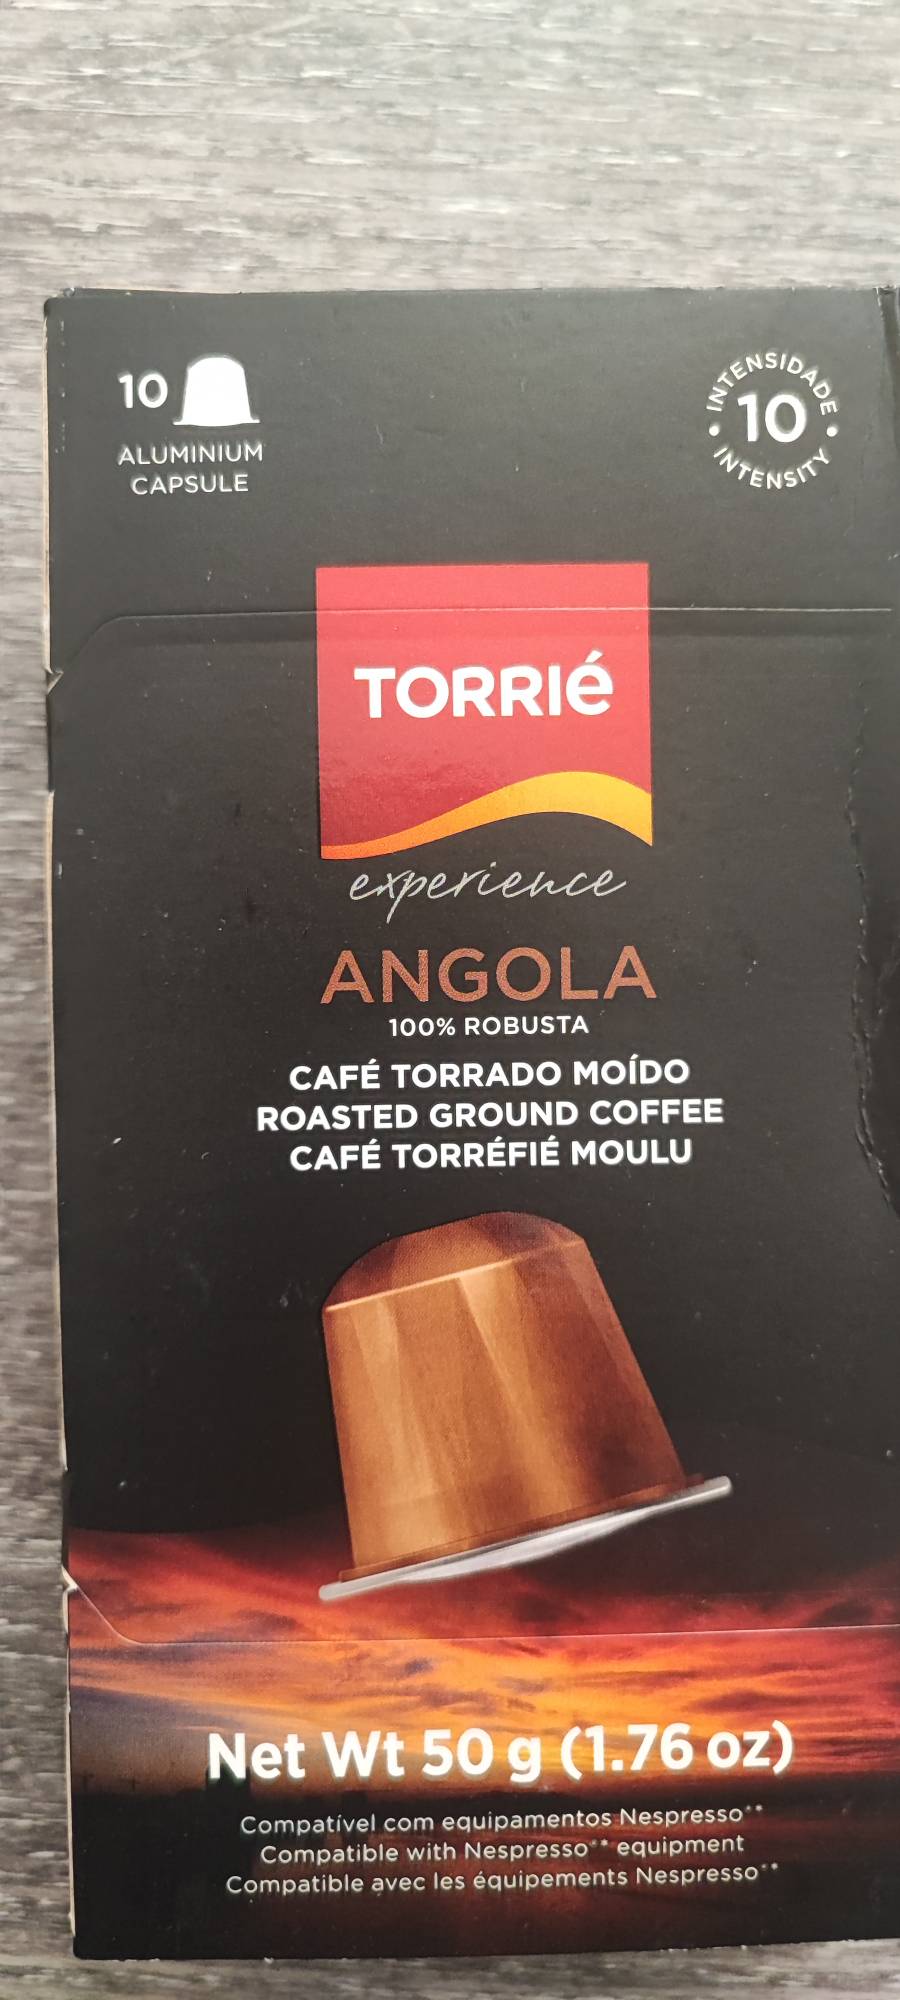 10
ALUMINIUM
CAPSULE
INTENSIDADE
10
INTENSITY
TORRIé
experience
ANGOLA
100% ROBUSTA
CAFÉ TORRADO MOÍDO
ROASTED GROUND COFFEE
CAFÉ TORRÉFIÉ MOULU
Net Wt 50 g (1.76 oz)
Compatível com equipamentos Nespresso**
Compatible with Nespresso** equipment
Compatible avec les équipements Nespresso**